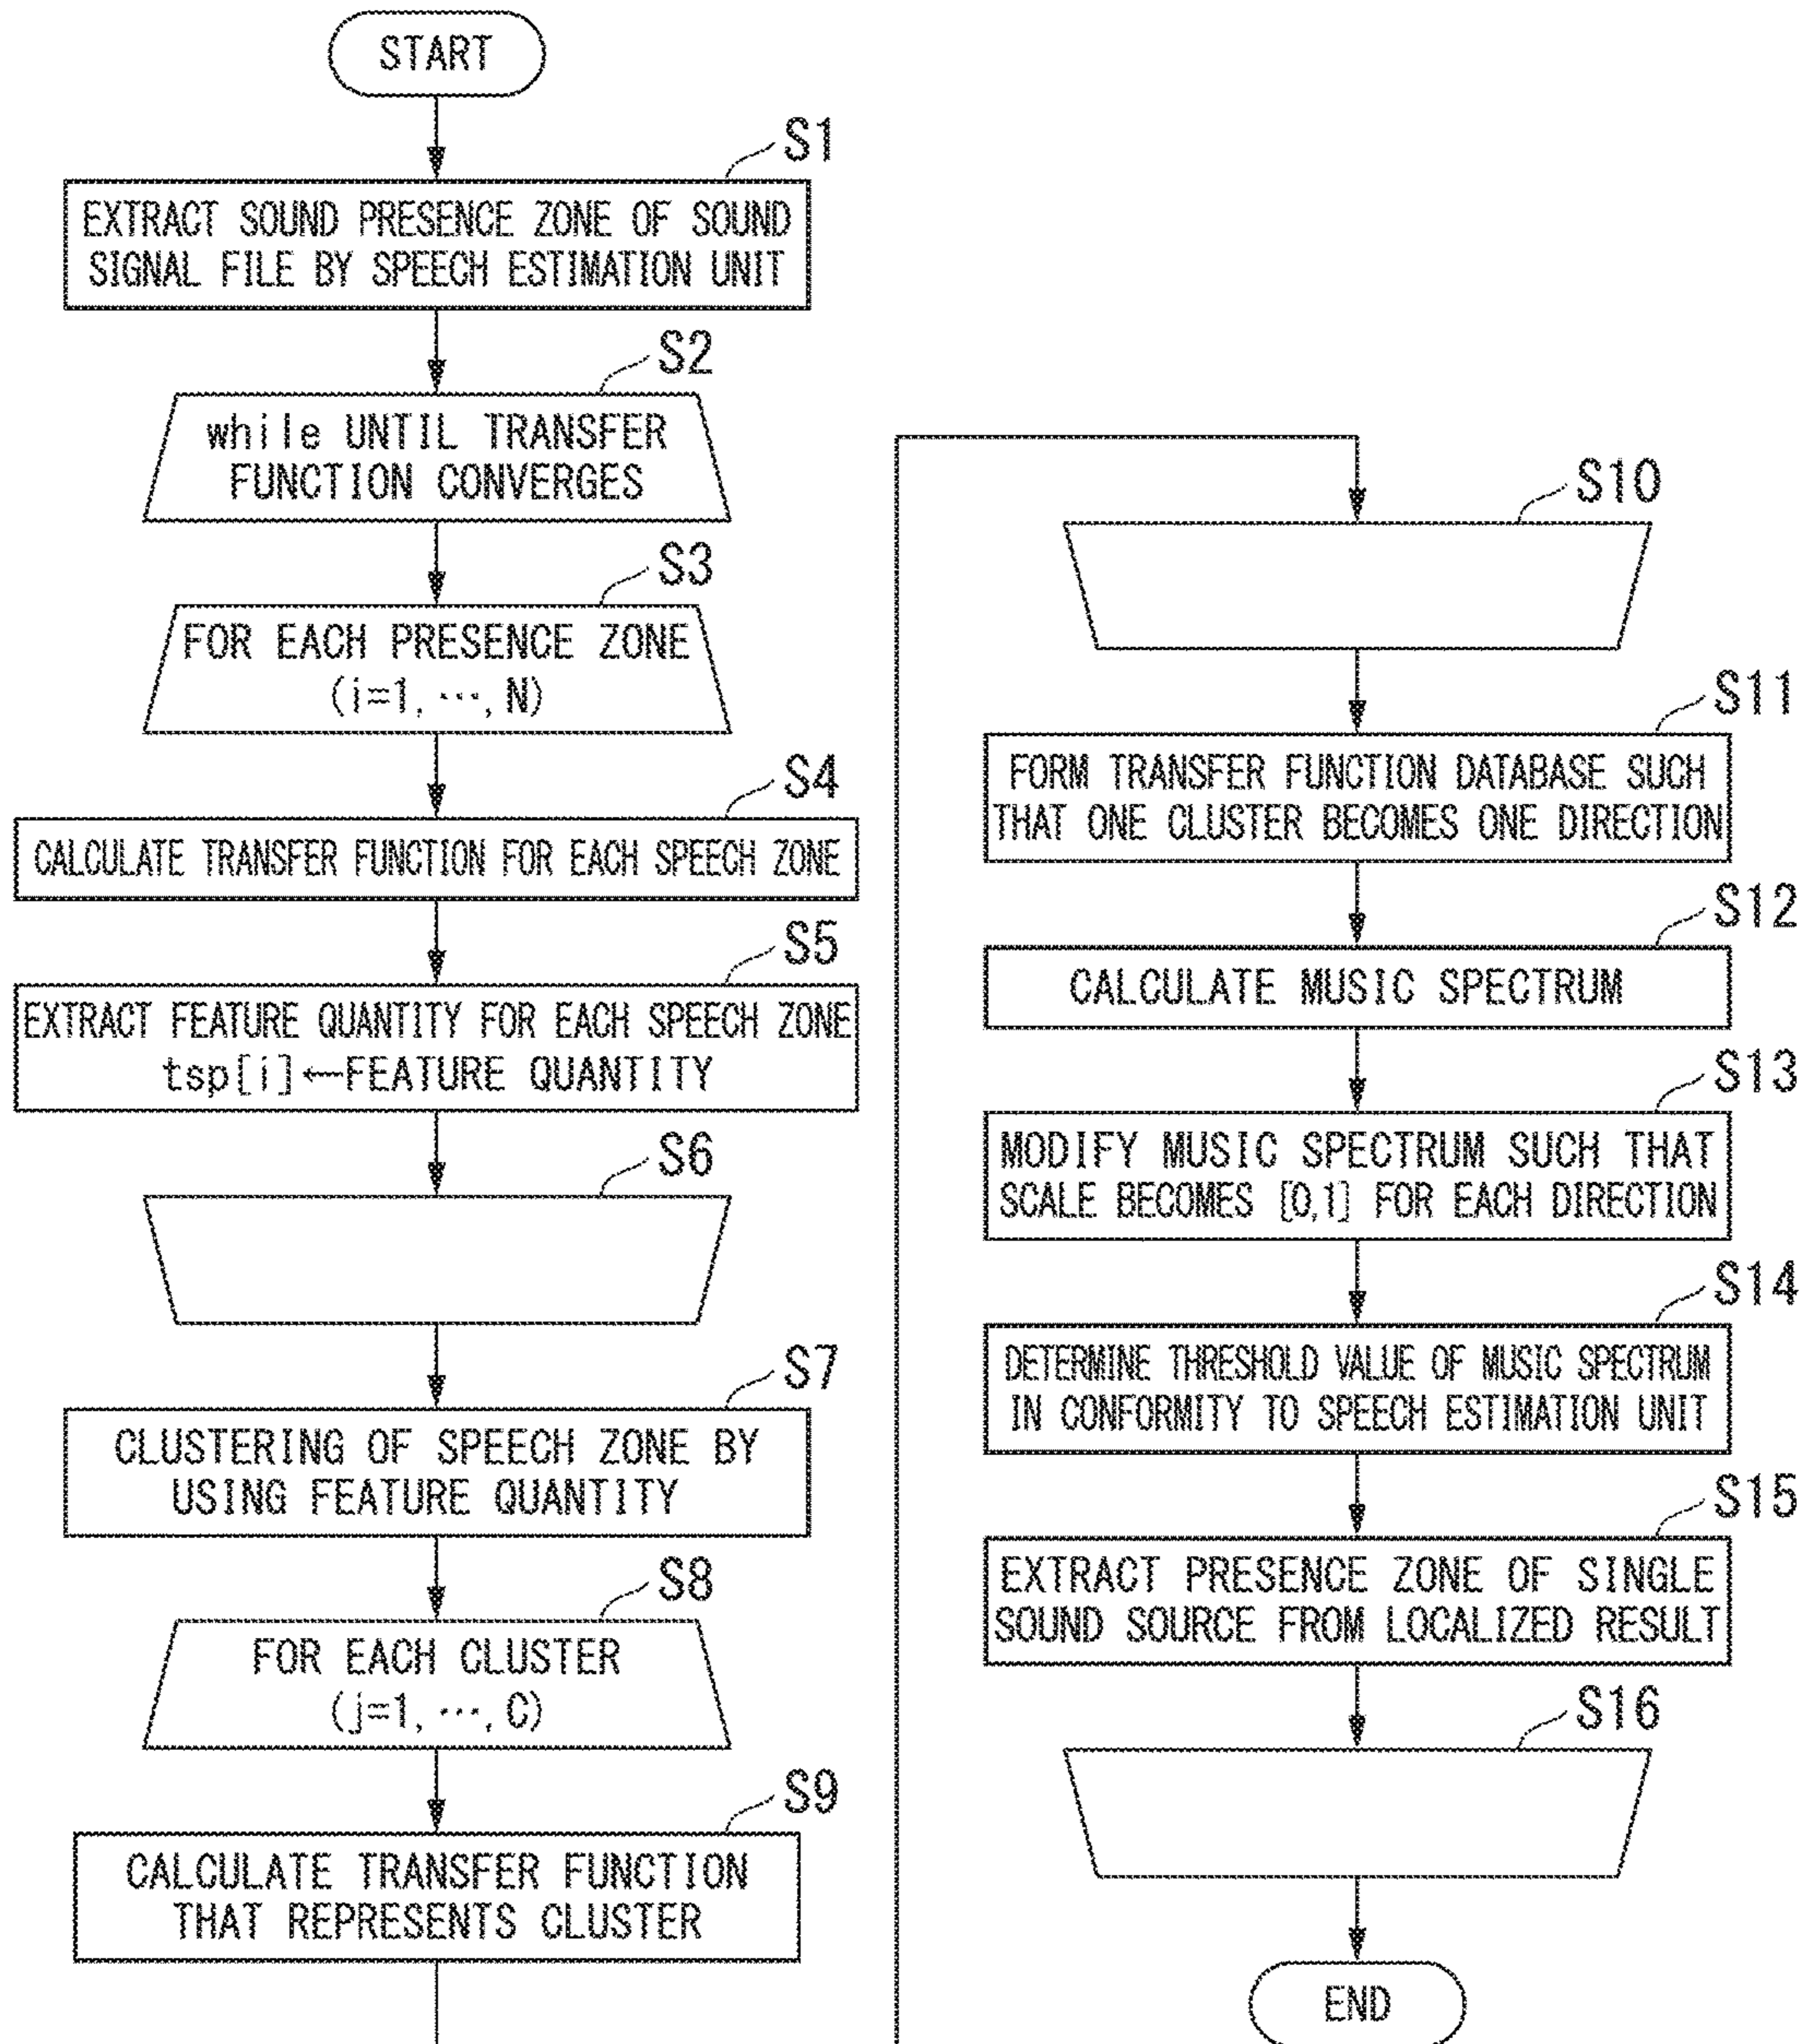 START
S1
EXTRACT SOUND PRESENCE ZONE OF SOUND
SIGNAL FILE BY SPEECH ESTIMATION UNIT
S2
while UNTIL TRANSFER
FUNCTION CONVERGES
S3
FOR EACH PRESENCE ZONE
(i=1, ⋯, N)
S4
CALCULATE TRANSFER FUNCTION FOR EACH SPEECH ZONE
S5
EXTRACT FEATURE QUANTITY FOR EACH SPEECH ZONE
tsp[i]←FEATURE QUANTITY
S6
S7
CLUSTERING OF SPEECH ZONE BY
USING FEATURE QUANTITY
S8
FOR EACH CLUSTER
(j=1, ⋯, C)
S9
CALCULATE TRANSFER FUNCTION
THAT REPRESENTS CLUSTER
S10
S11
FORM TRANSFER FUNCTION DATABASE SUCH
THAT ONE CLUSTER BECOMES ONE DIRECTION
S12
CALCULATE MUSIC SPECTRUM
S13
MODIFY MUSIC SPECTRUM SUCH THAT
SCALE BECOMES [0,1] FOR EACH DIRECTION
S14
DETERMINE THRESHOLD VALUE OF MUSIC SPECTRUM
IN CONFORMITY TO SPEECH ESTIMATION UNIT
S15
EXTRACT PRESENCE ZONE OF SINGLE
SOUND SOURCE FROM LOCALIZED RESULT
S16
END